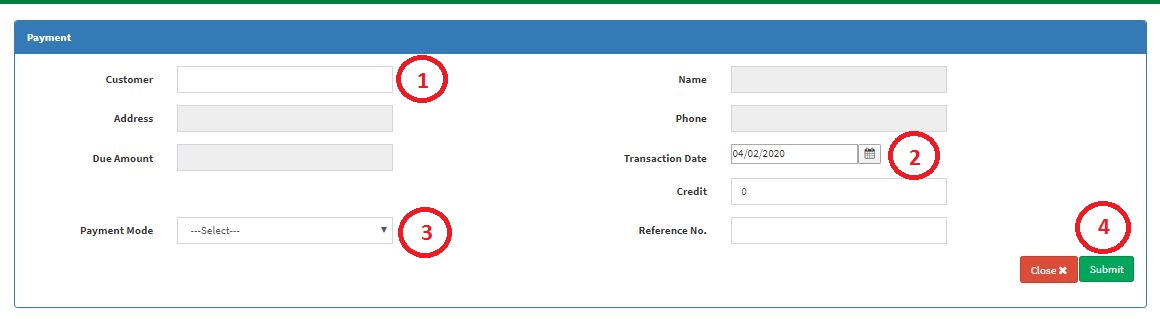 Payment
Customer 1 Name
Address Phone
Due Amount Transaction Date 04/02/2020 2
Credit 0
Payment Mode ---Select--- 3 Reference No. 4
Close ✖ Submit